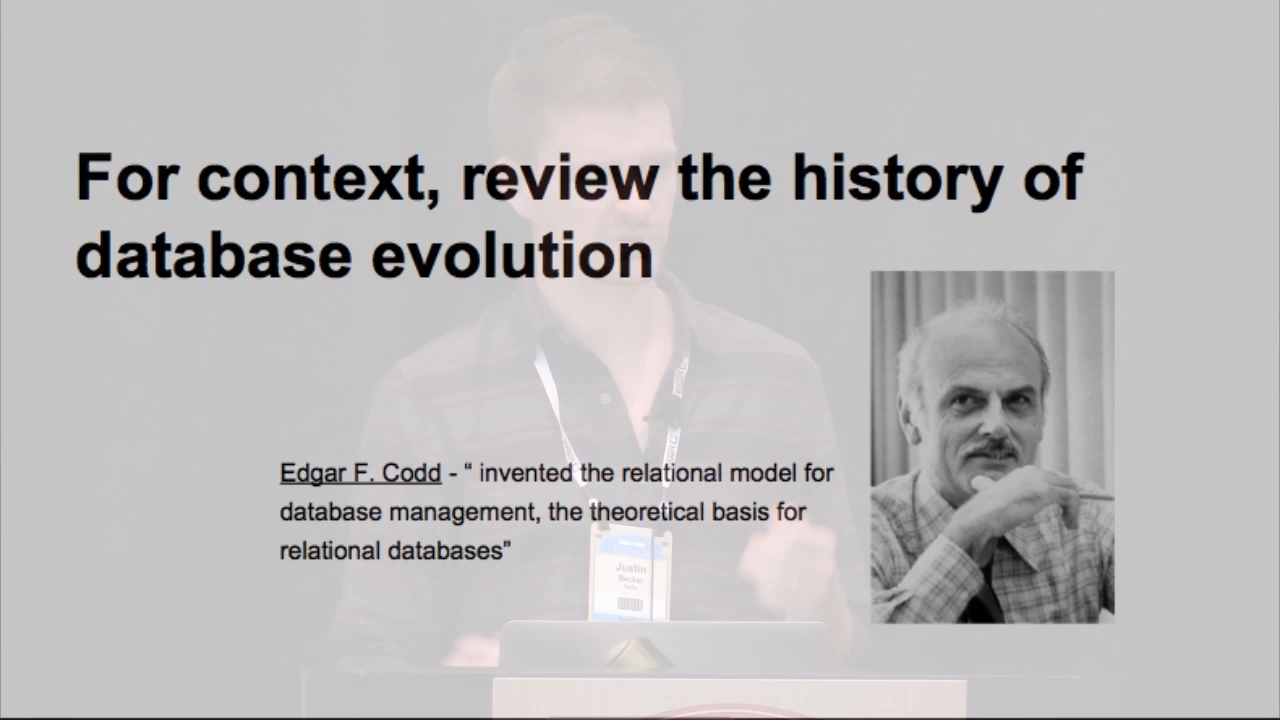 For context, review the history of
database evolution
Edgar F. Codd - “ invented the relational model for
database management, the theoretical basis for
relational databases”
Justin
Becker